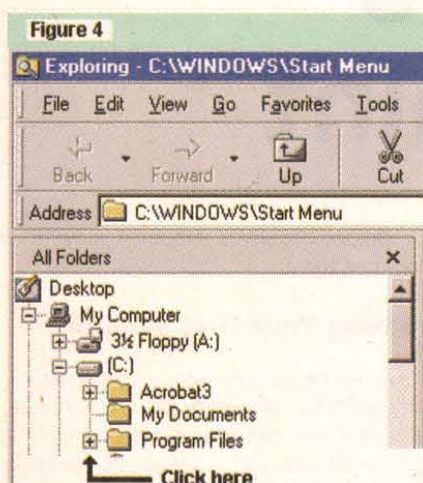 Figure 4
Exploring - C:\WINDOWS\Start Menu
File Edit View Go Favorites Tools
Back Forward Up Cut
Address C:\WINDOWS\Start Menu
All Folders
Desktop
My Computer
3½ Floppy (A:)
(C:)
Acrobat3
My Documents
Program Files
Click here